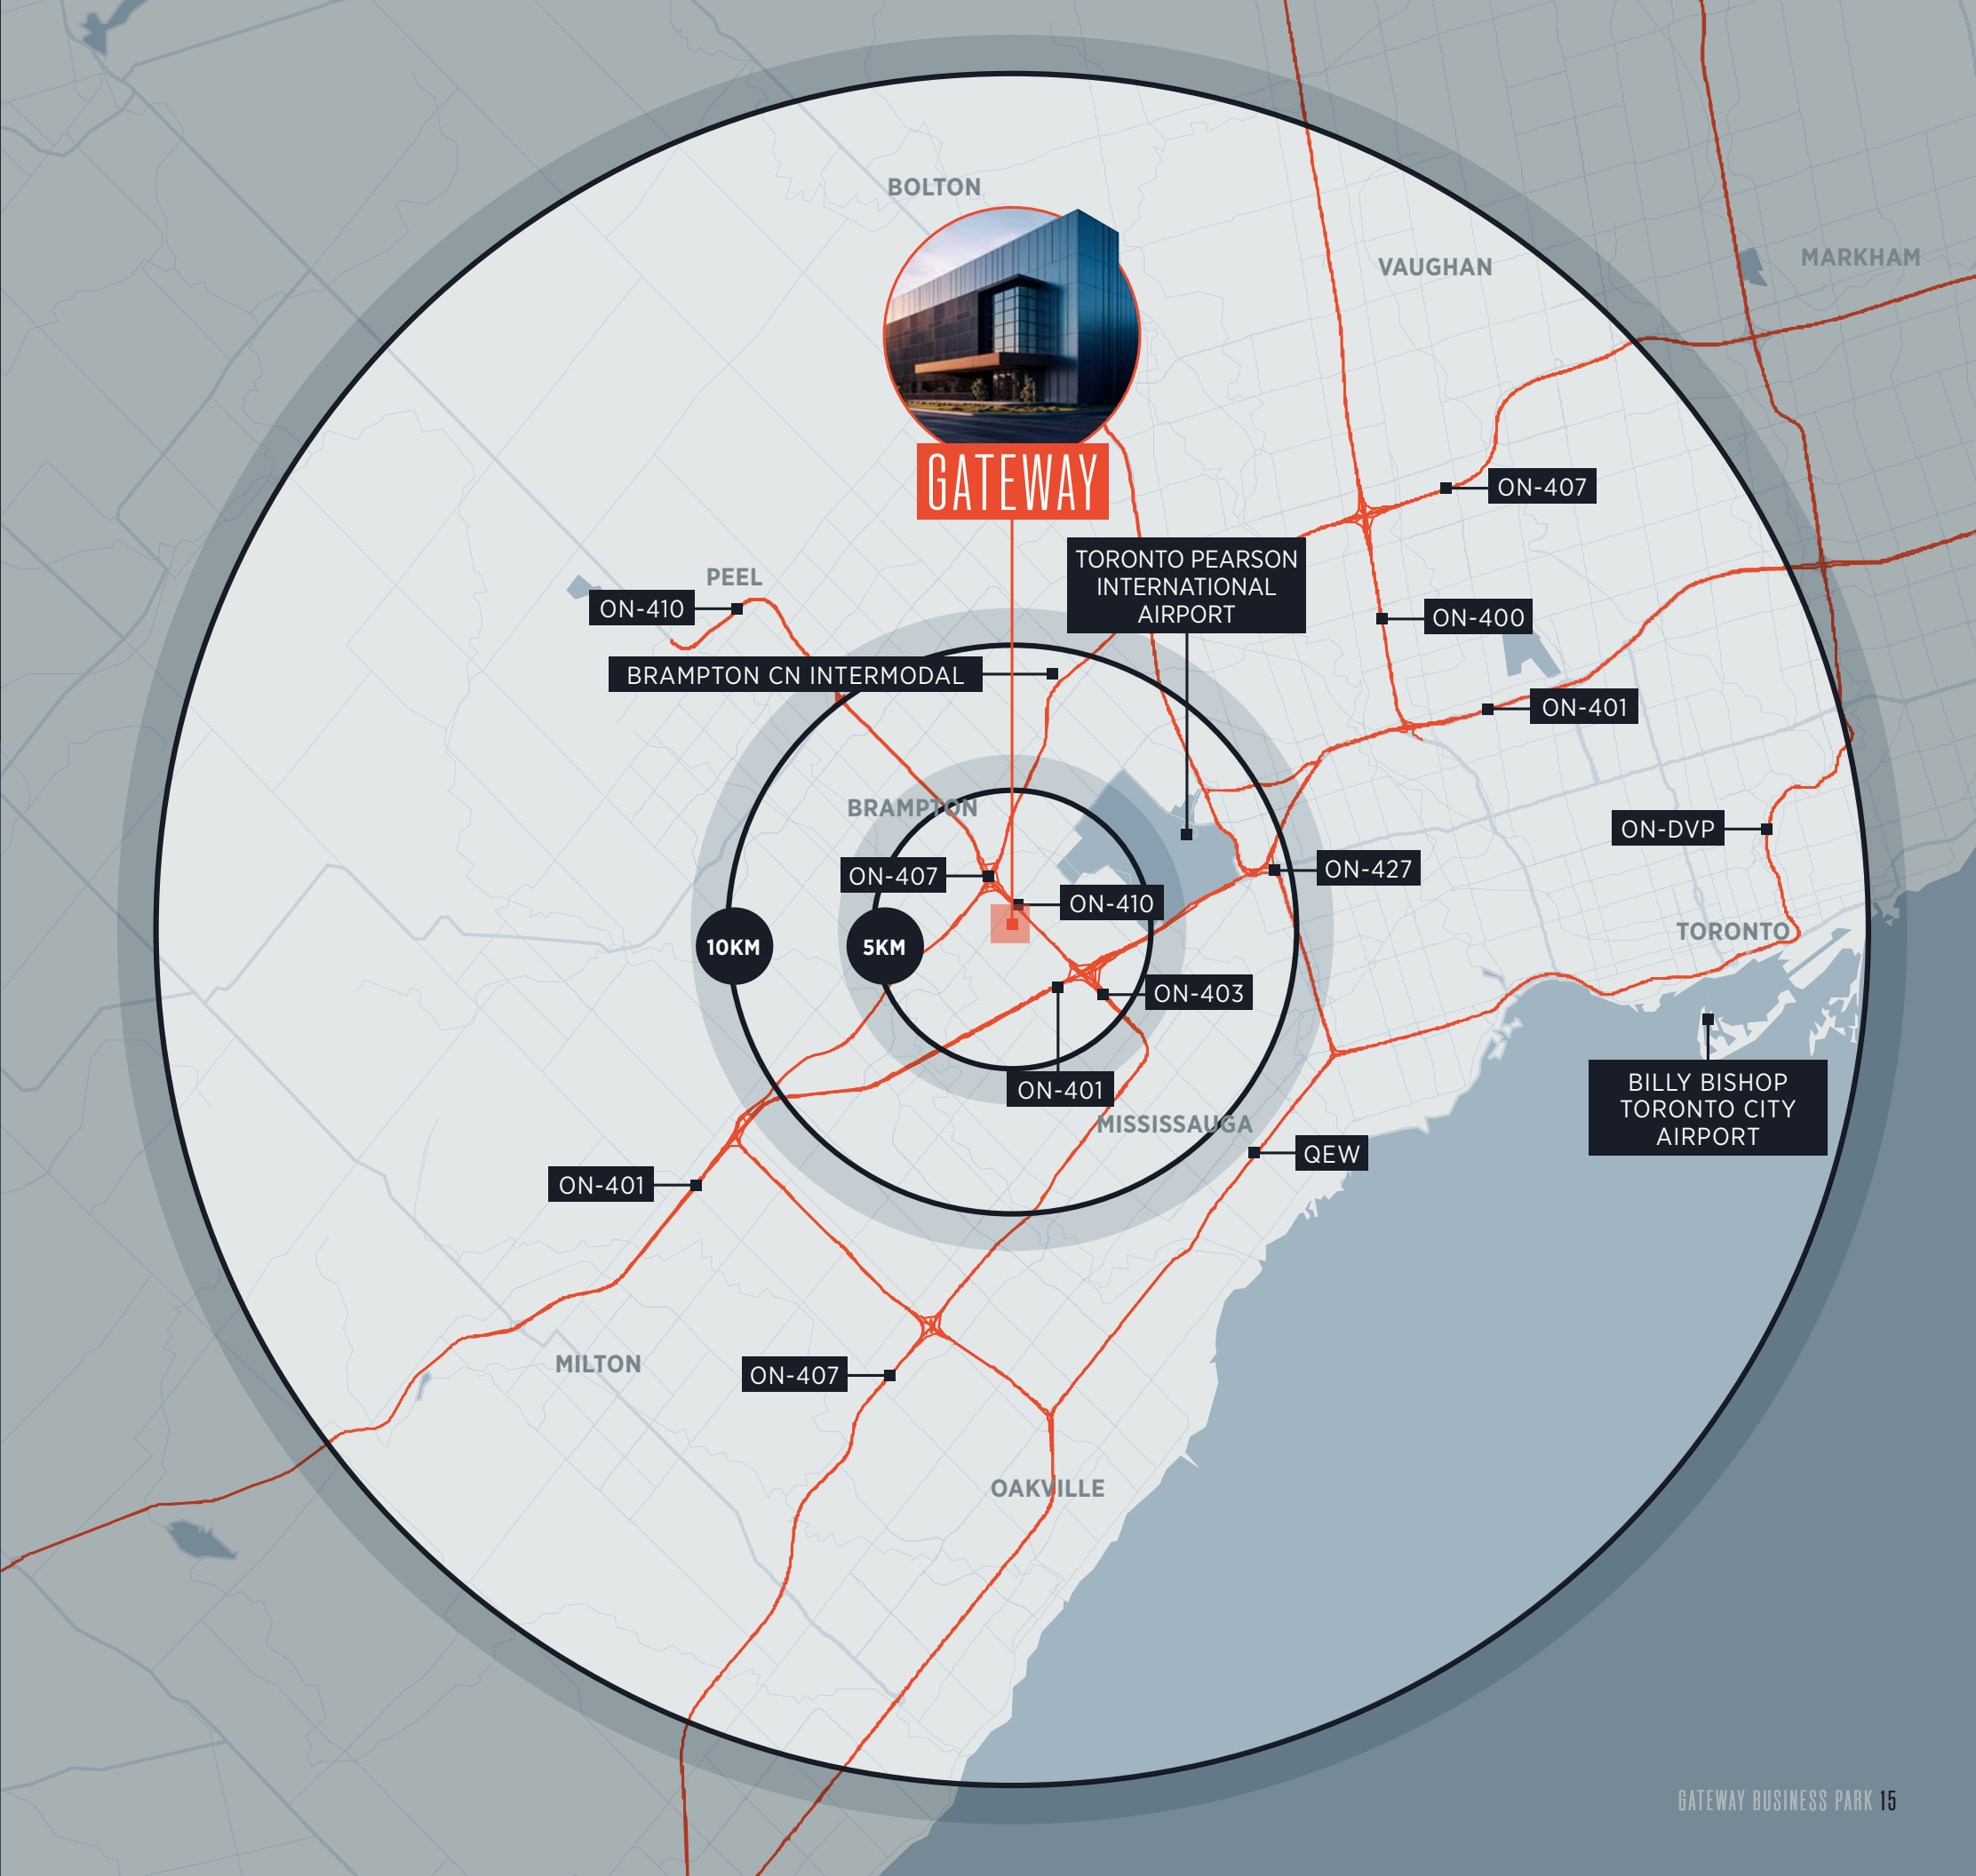 BOLTON
VAUGHAN
MARKHAM
GATEWAY
ON-407
TORONTO PEARSON
INTERNATIONAL
AIRPORT
PEEL
ON-410
ON-400
BRAMPTON CN INTERMODAL
ON-401
BRAMPTON
ON-DVP
ON-407
ON-427
ON-410
TORONTO
10KM
5KM
ON-403
ON-401
BILLY BISHOP
TORONTO CITY
AIRPORT
MISSISSAUGA
QEW
ON-401
MILTON
ON-407
OAKVILLE
GATEWAY BUSINESS PARK 15